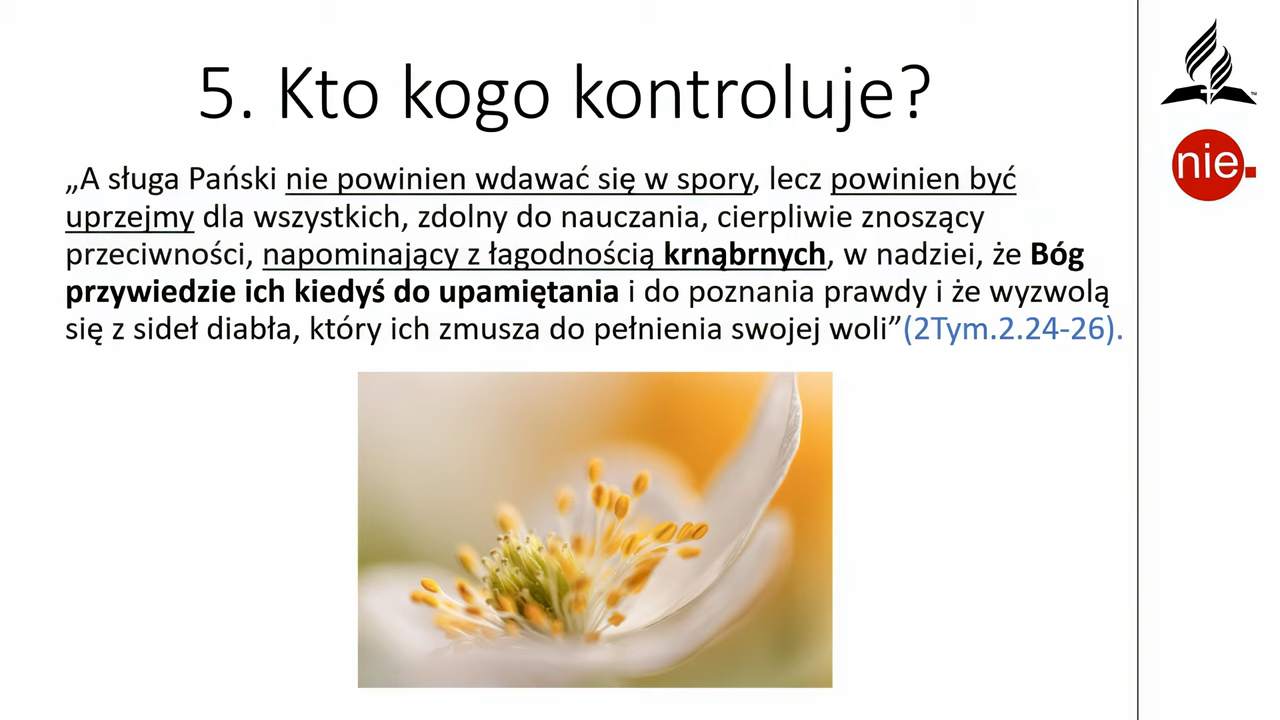 5. Kto kogo kontroluje?
„A sługa Pański nie powinien wdawać się w spory, lecz powinien być
uprzejmy dla wszystkich, zdolny do nauczania, cierpliwie znoszący
przeciwności, napominający z łagodnością krnąbrnych, w nadziei, że Bóg
przywiedzie ich kiedyś do upamiętania i do poznania prawdy i że wyzwolą
się z sideł diabła, który ich zmusza do pełnienia swojej woli”(2Tym.2.24-26).
TM
nie.